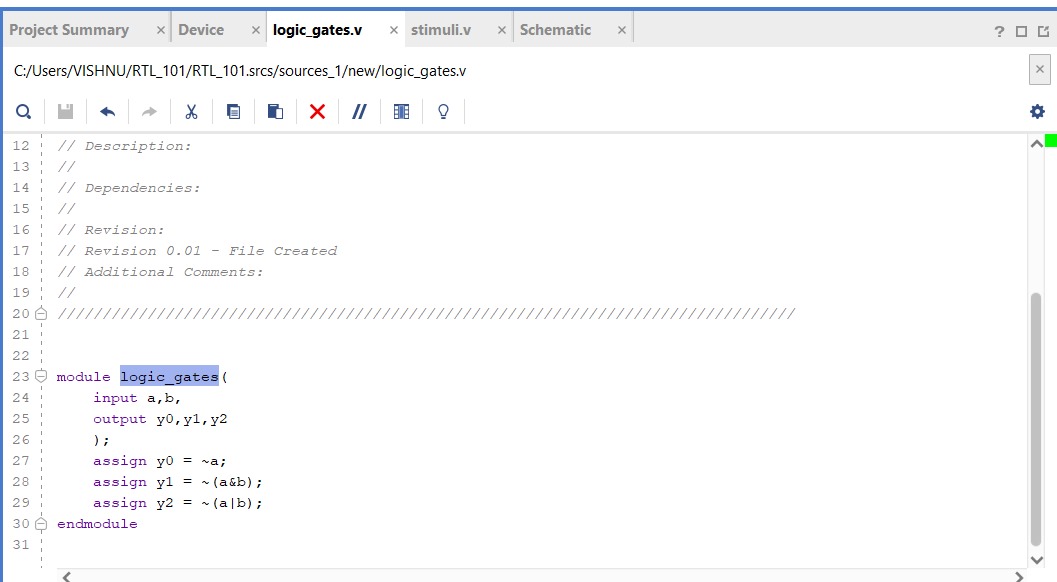 Project Summary × Device × logic_gates.v × stimuli.v × Schematic × ?
C:/Users/VISHNU/RTL_101/RTL_101.srcs/sources_1/new/logic_gates.v ×
12 // Description:
13 //
14 // Dependencies:
15 //
16 // Revision:
17 // Revision 0.01 - File Created
18 // Additional Comments:
19 //
20 //////////////////////////////////////////////////////////////////////////////////
21
22
23 module logic_gates(
24     input a,b,
25     output y0,y1,y2
26     );
27     assign y0 = ~a;
28     assign y1 = ~(a&b);
29     assign y2 = ~(a|b);
30 endmodule
31